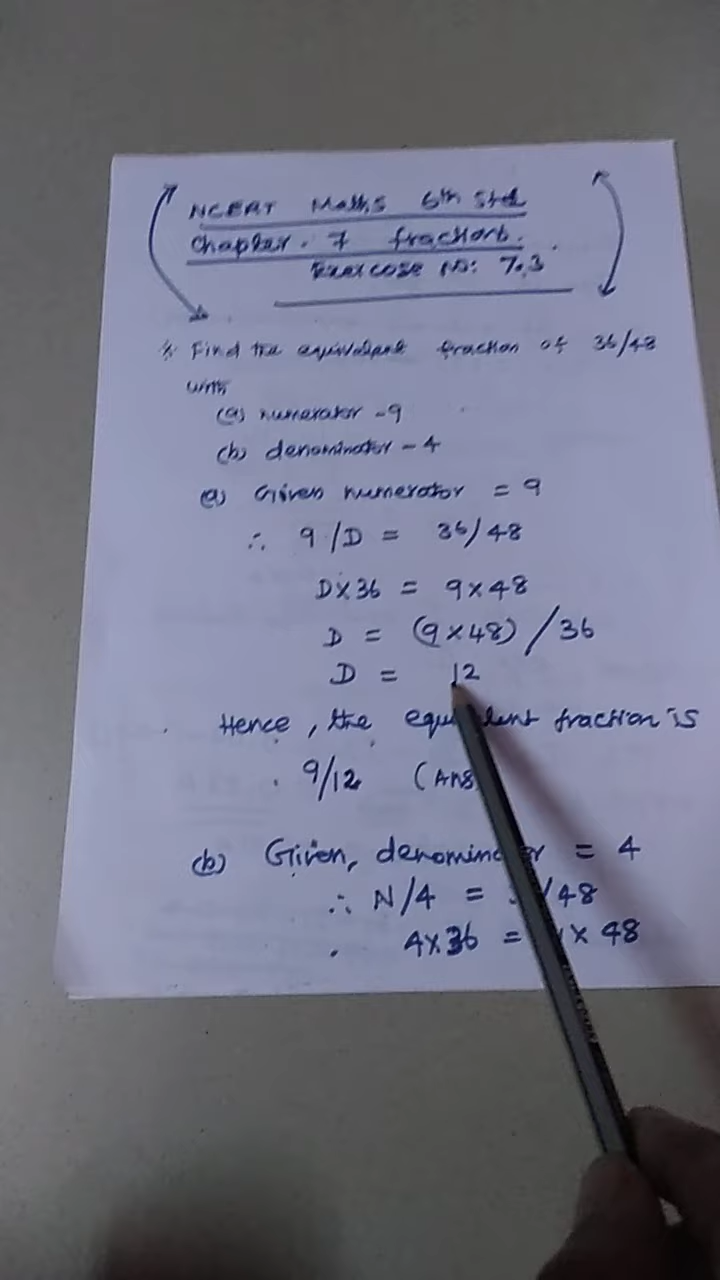 NCERT Maths 6th Std
Chapter. 7 fractions.
Exercise No: 7.3
Find the equivalent fraction of 36/48
with
(a) numerator - 9
(b) denominator - 4
(a) Given numerator = 9
∴ 9/D = 36/48
D×36 = 9×48
D = (9×48)/36
D = 12
Hence, the fraction is
9/12 (Ans
(b) Given, = 4
∴ N/4 = /48
4×36 = × 48